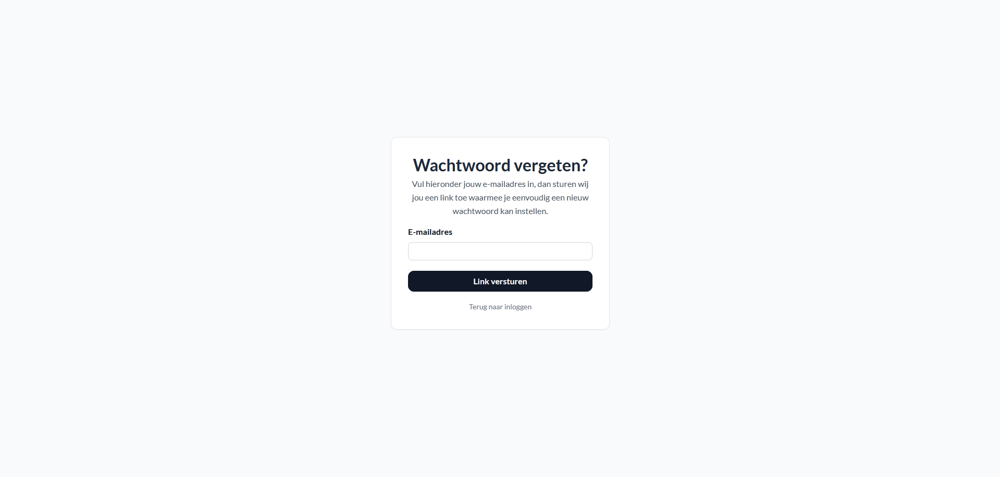 Wachtwoord vergeten?
Vul hieronder jouw e-mailadres in, dan sturen wij
jou een link toe waarmee je eenvoudig een nieuw
wachtwoord kan instellen.
E-mailadres
Link versturen
Terug naar inloggen